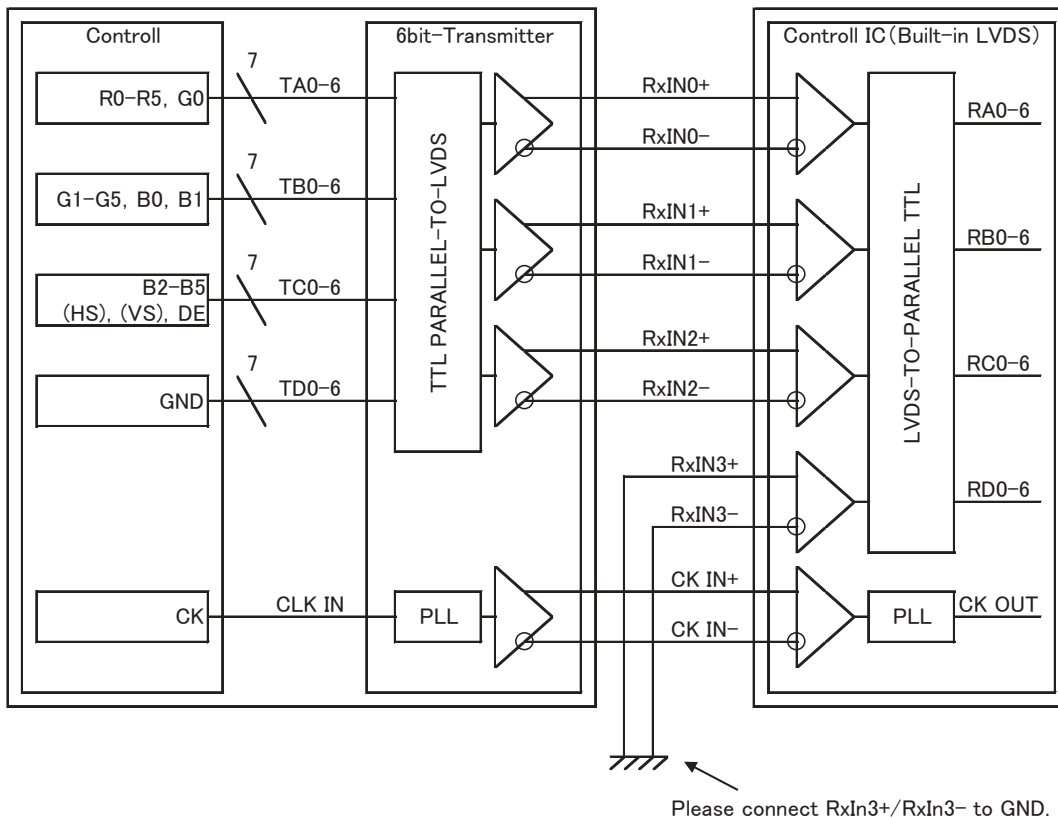 Controll
6bit-Transmitter
Controll IC(Built-in LVDS)
R0-R5, G0
7
TA0-6
RxIN0+
RxIN0-
RA0-6
G1-G5, B0, B1
7
TB0-6
RxIN1+
RxIN1-
RB0-6
B2-B5
(HS), (VS), DE
7
TC0-6
RxIN2+
RxIN2-
RC0-6
GND
7
TD0-6
RxIN3+
RxIN3-
RD0-6
TTL PARALLEL-TO-LVDS
LVDS-TO-PARALLEL TTL
CK
CLK IN
PLL
CK IN+
CK IN-
PLL
CK OUT
Please connect RxIn3+/RxIn3- to GND.